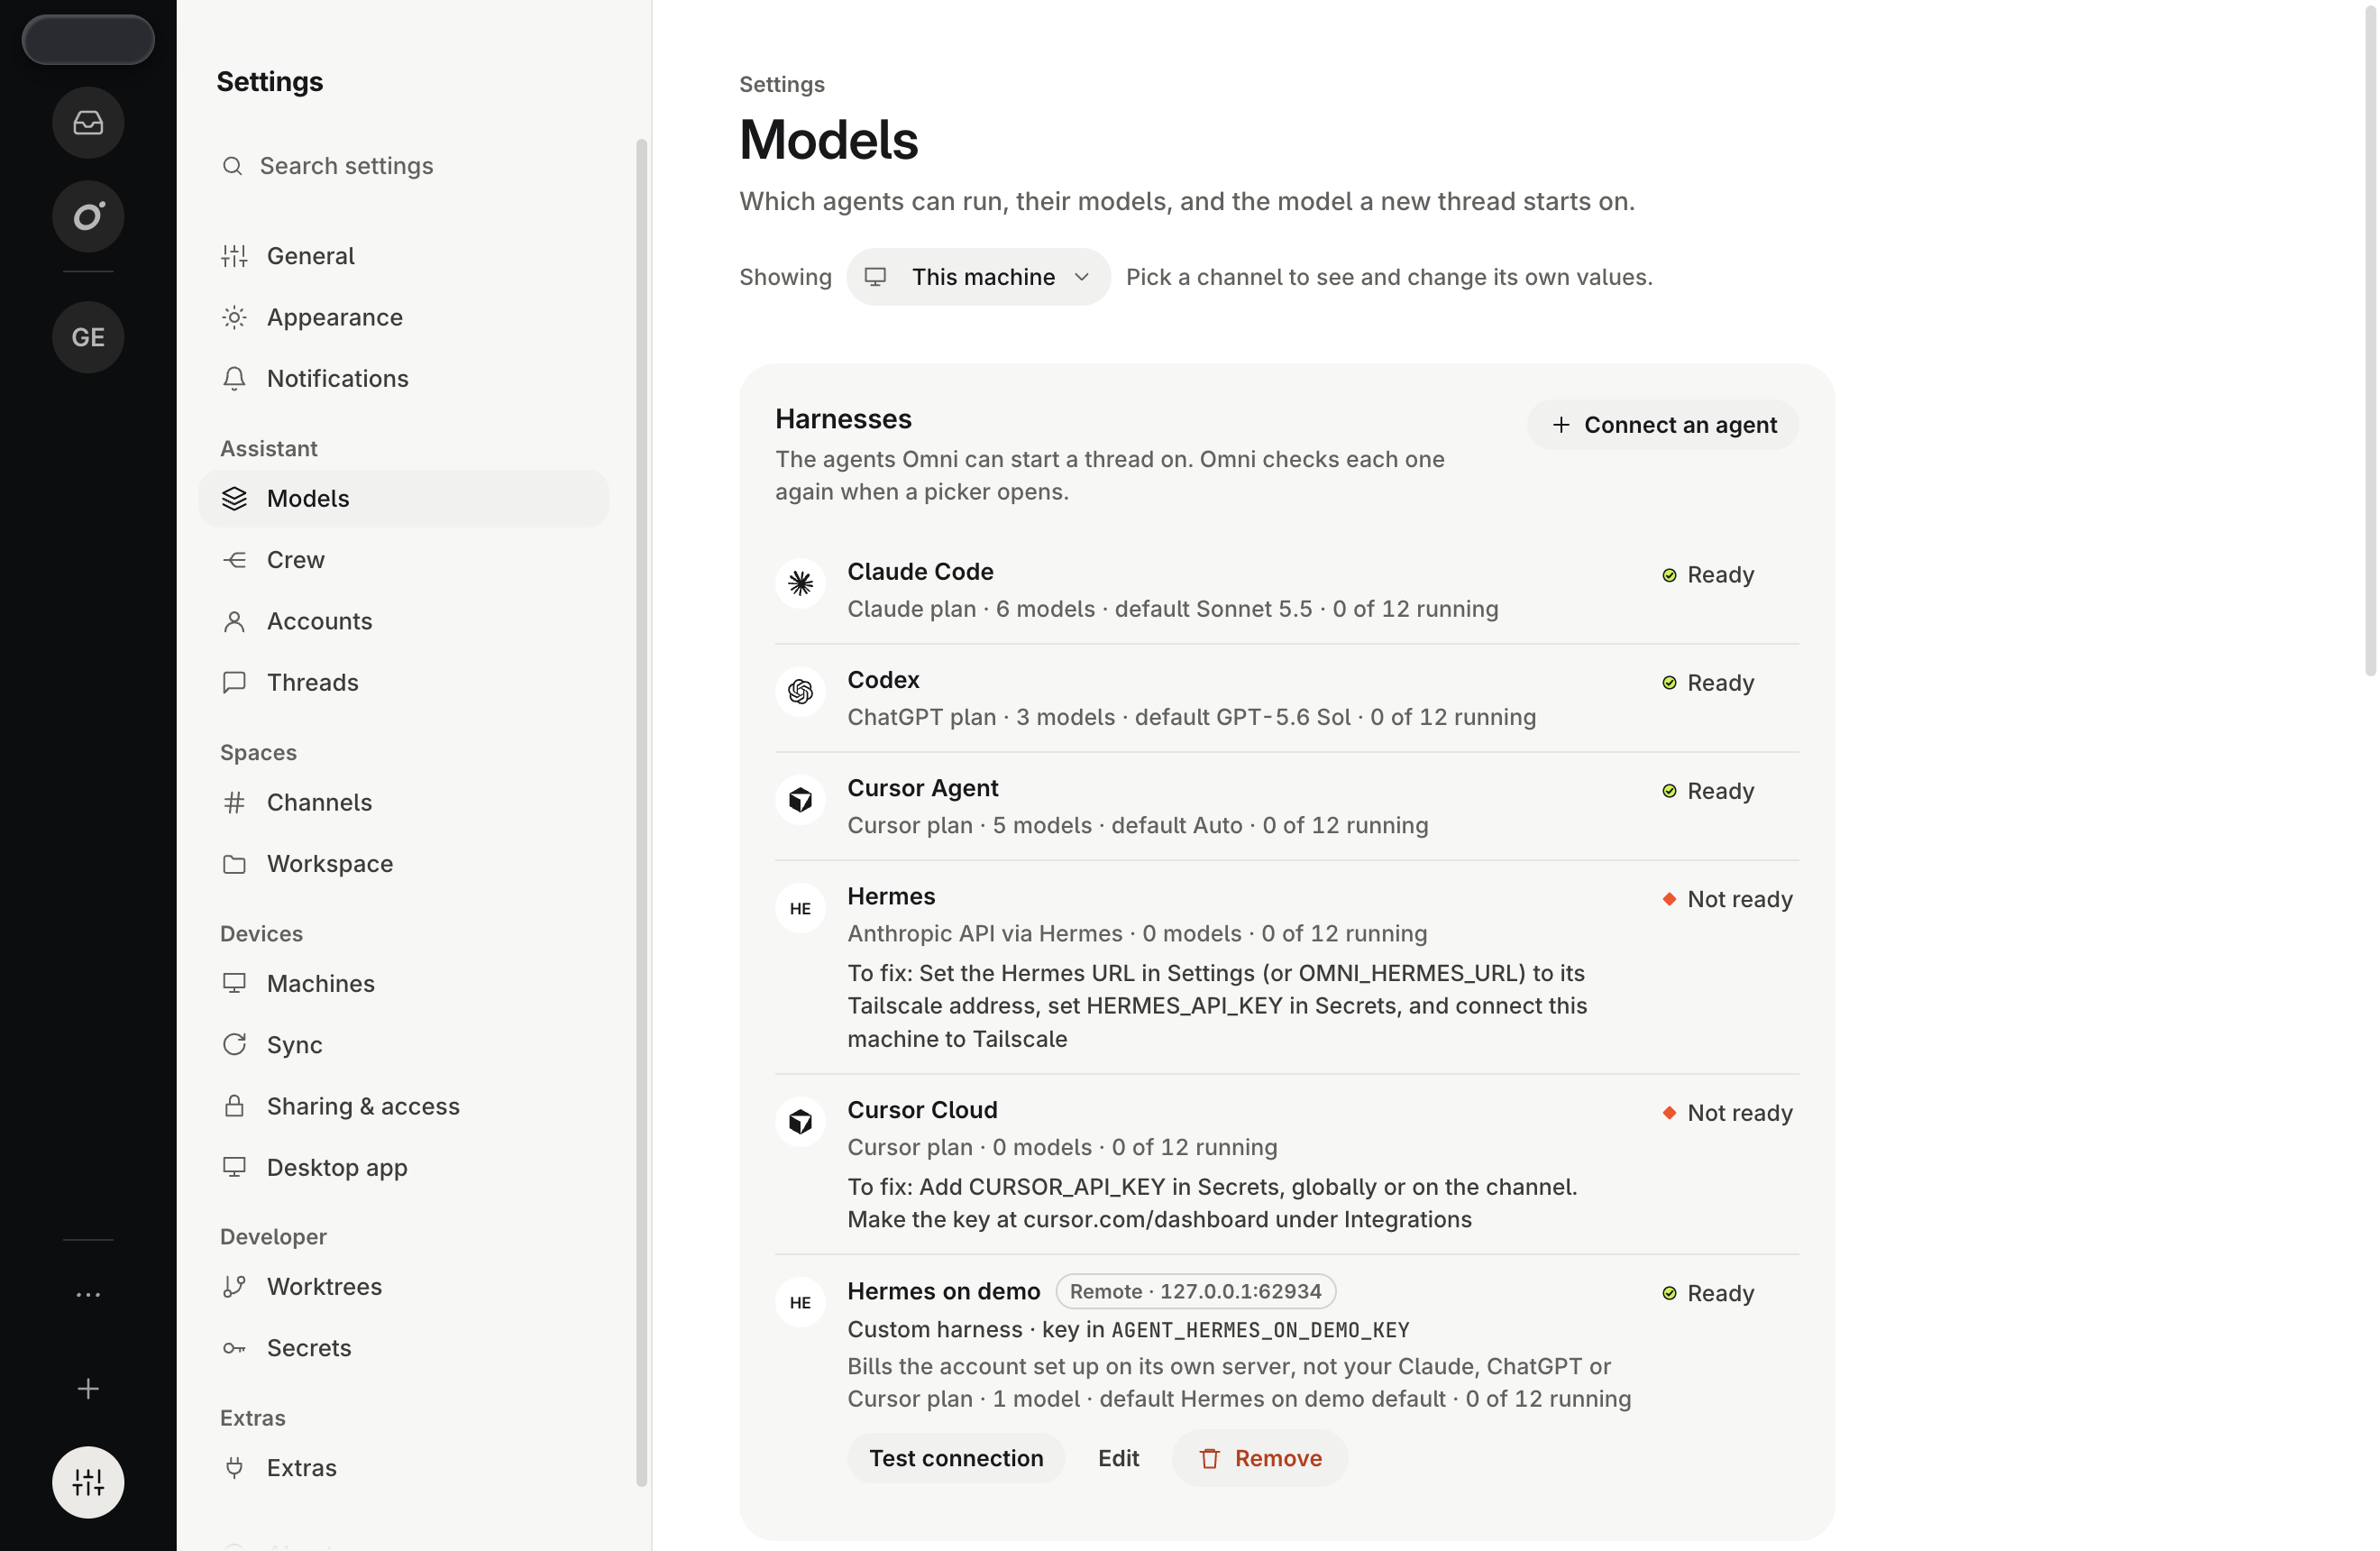 GE
Settings
Search settings
General
Appearance
Notifications
Assistant
Models
Crew
Accounts
Threads
Spaces
Channels
Workspace
Devices
Machines
Sync
Sharing & access
Desktop app
Developer
Worktrees
Secrets
Extras
Extras
Settings
Models
Which agents can run, their models, and the model a new thread starts on.
Showing This machine Pick a channel to see and change its own values.
Harnesses
Connect an agent
The agents Omni can start a thread on. Omni checks each one
again when a picker opens.
Claude Code
Ready
Claude plan · 6 models · default Sonnet 5.5 · 0 of 12 running
Codex
Ready
ChatGPT plan · 3 models · default GPT-5.6 Sol · 0 of 12 running
Cursor Agent
Ready
Cursor plan · 5 models · default Auto · 0 of 12 running
HE
Hermes
Not ready
Anthropic API via Hermes · 0 models · 0 of 12 running
To fix: Set the Hermes URL in Settings (or OMNI_HERMES_URL) to its
Tailscale address, set HERMES_API_KEY in Secrets, and connect this
machine to Tailscale
Cursor Cloud
Not ready
Cursor plan · 0 models · 0 of 12 running
To fix: Add CURSOR_API_KEY in Secrets, globally or on the channel.
Make the key at cursor.com/dashboard under Integrations
HE
Hermes on demo Remote · 127.0.0.1:62934
Ready
Custom harness · key in AGENT_HERMES_ON_DEMO_KEY
Bills the account set up on its own server, not your Claude, ChatGPT or
Cursor plan · 1 model · default Hermes on demo default · 0 of 12 running
Test connection Edit Remove